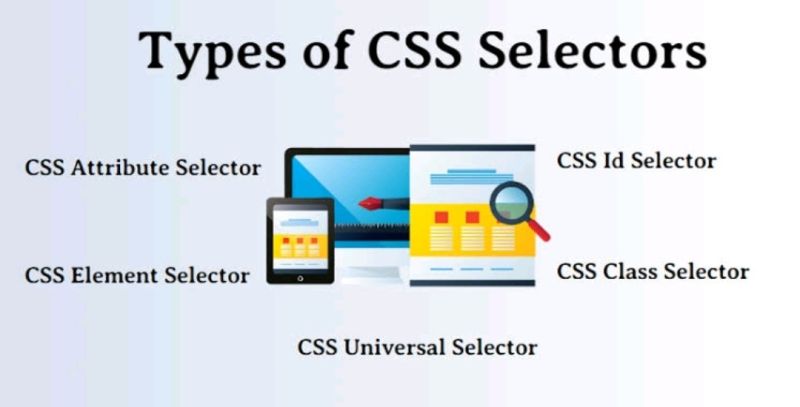 Types of CSS Selectors
CSS Attribute Selector
CSS Id Selector
CSS Element Selector
CSS Class Selector
CSS Universal Selector